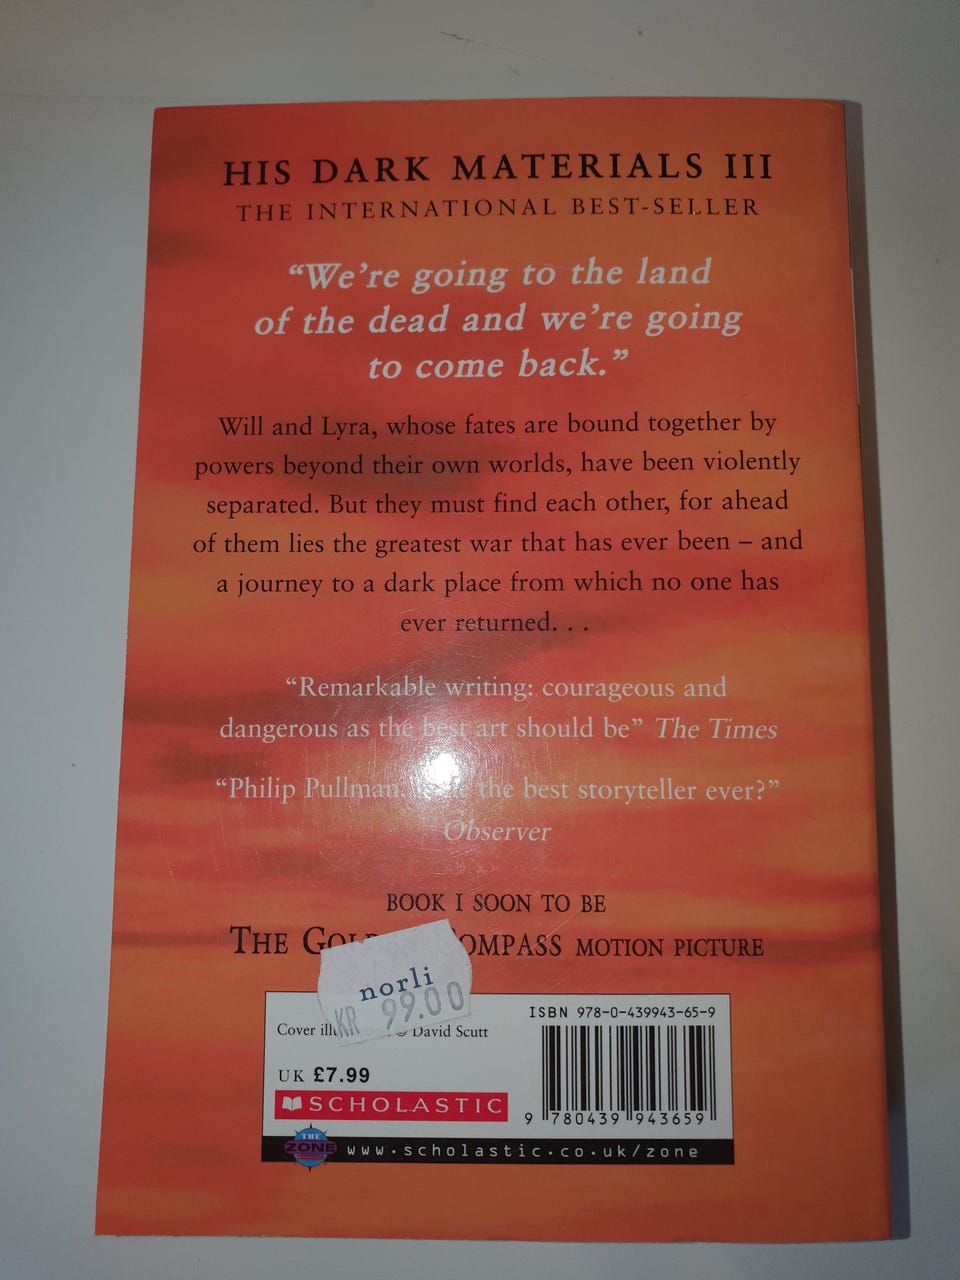 HIS DARK MATERIALS III
THE INTERNATIONAL BEST-SELLER
“We’re going to the land
of the dead and we’re going
to come back.”
Will and Lyra, whose fates are bound together by
powers beyond their own worlds, have been violently
separated. But they must find each other, for ahead
of them lies the greatest war that has ever been – and
a journey to a dark place from which no one has
ever returned. . .
“Remarkable writing: courageous and
dangerous as the best art should be” The Times
“Philip Pullman. the best storyteller ever?”
Observer
BOOK I SOON TO BE
THE MOTION PICTURE
norli
KR 99.00
Cover © David Scutt
ISBN 978-0-439943-65-9
UK £7.99
SCHOLASTIC
9 780439 943659
THE ZONE
www.scholastic.co.uk/zone